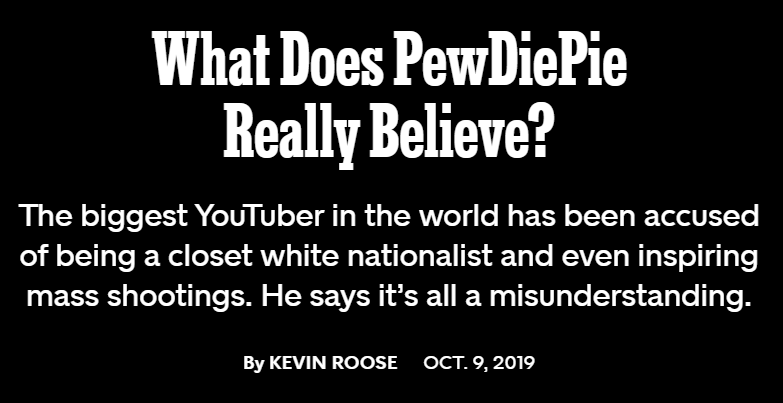 What Does PewDiePie
Really Believe?
The biggest YouTuber in the world has been accused
of being a closet white nationalist and even inspiring
mass shootings. He says it’s all a misunderstanding.
By KEVIN ROOSE OCT. 9, 2019